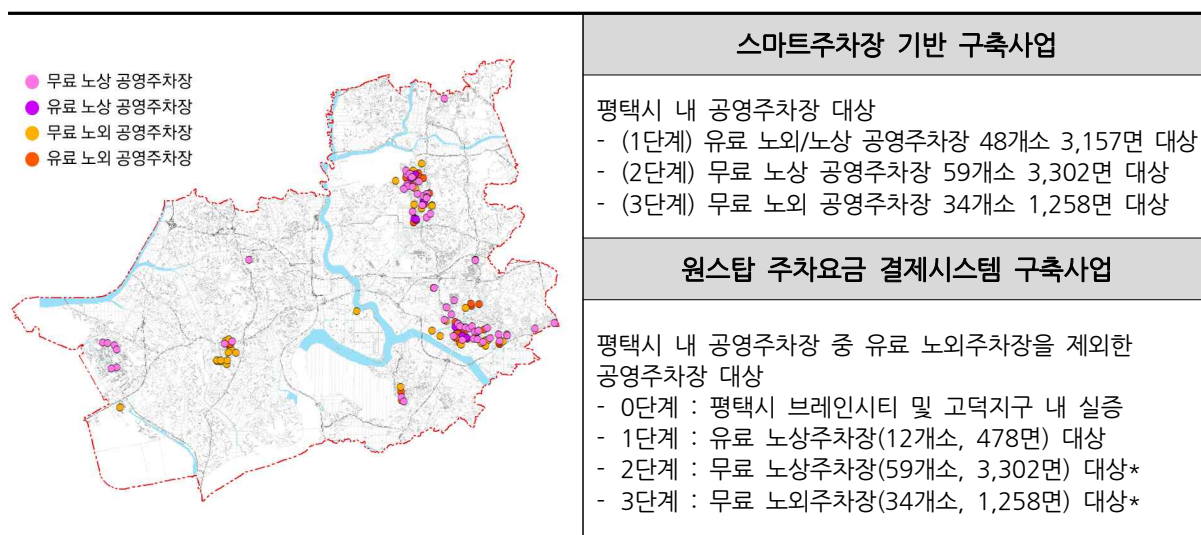 무료 노상 공영주차장
유료 노상 공영주차장
무료 노외 공영주차장
유료 노외 공영주차장
스마트주차장 기반 구축사업
평택시 내 공영주차장 대상
- (1단계) 유료 노외/노상 공영주차장 48개소 3,157면 대상
- (2단계) 무료 노상 공영주차장 59개소 3,302면 대상
- (3단계) 무료 노외 공영주차장 34개소 1,258면 대상
원스탑 주차요금 결제시스템 구축사업
평택시 내 공영주차장 중 유료 노외주차장을 제외한
공영주차장 대상
- 0단계 : 평택시 브레인시티 및 고덕지구 내 실증
- 1단계 : 유료 노상주차장(12개소, 478면) 대상
- 2단계 : 무료 노상주차장(59개소, 3,302면) 대상*
- 3단계 : 무료 노외주차장(34개소, 1,258면) 대상*